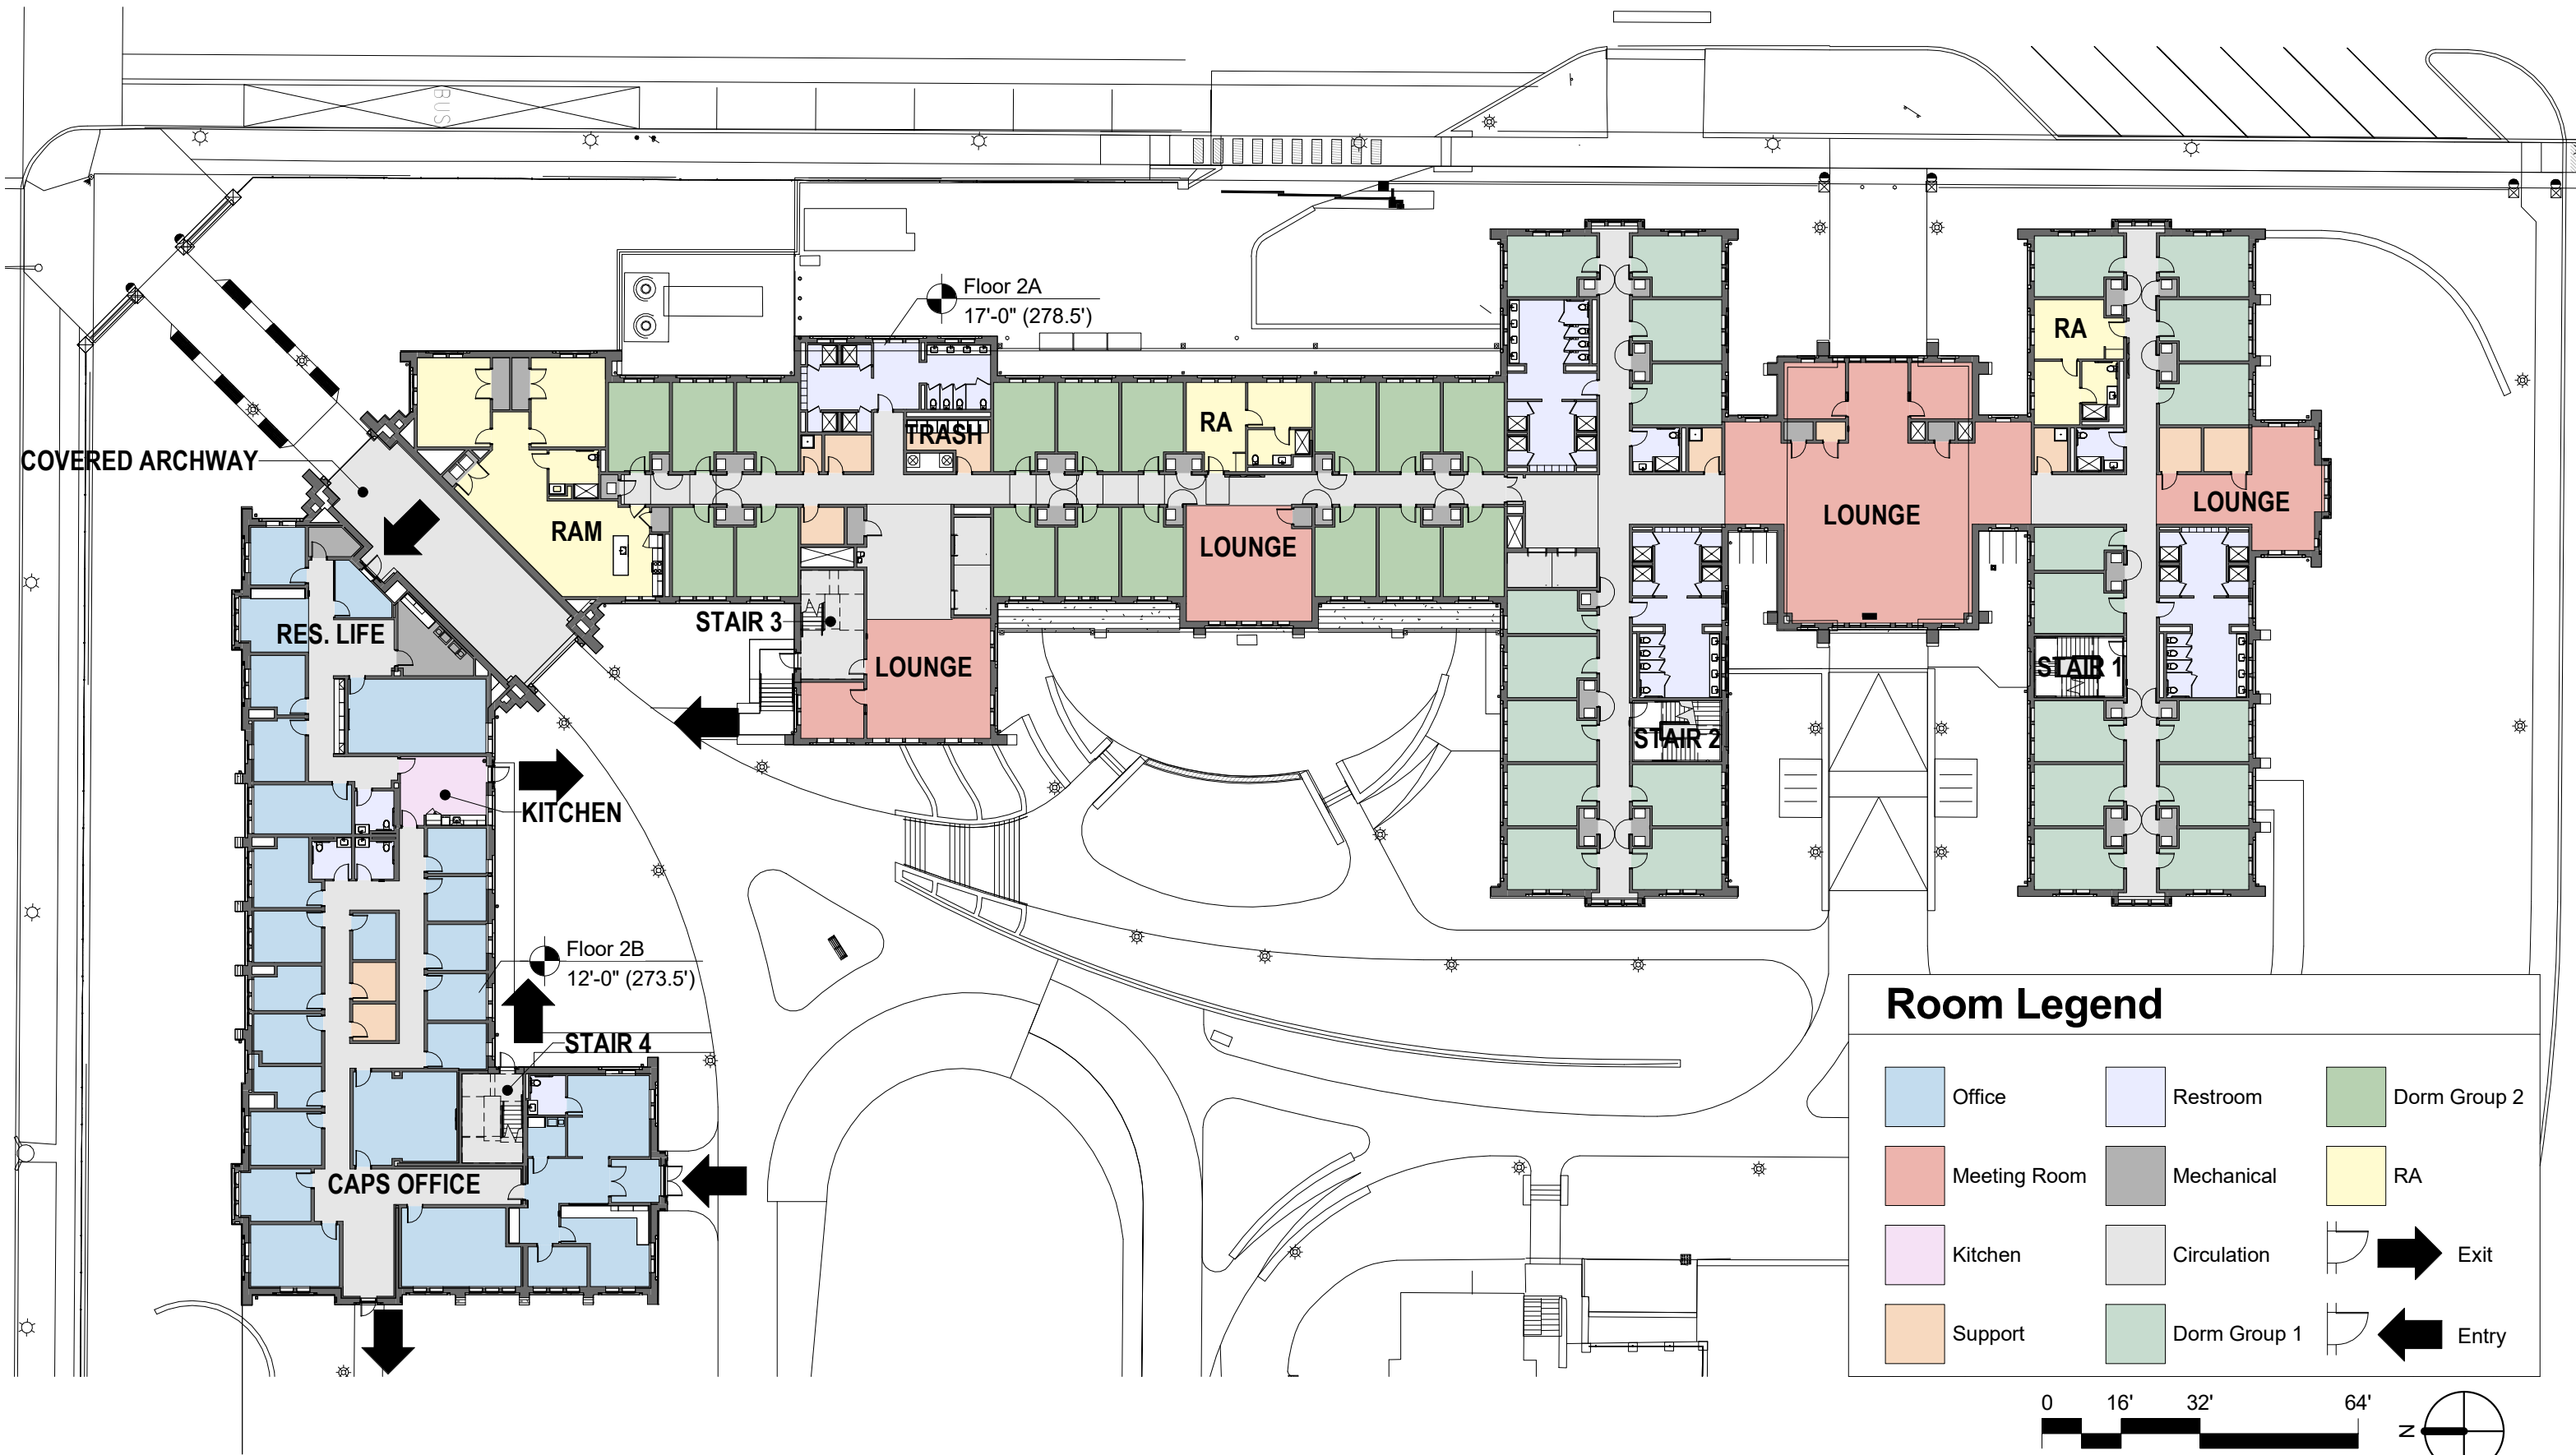 BUS
Floor 2A
17'-0" (278.5')
RA
RA
TRASH
COVERED ARCHWAY
LOUNGE
LOUNGE
RAM
LOUNGE
STAIR 3
RES. LIFE
LOUNGE
STAIR 1
STAIR 2
KITCHEN
Floor 2B
12'-0" (273.5')
STAIR 4
CAPS OFFICE
Room Legend
Office
Restroom
Dorm Group 2
Meeting Room
Mechanical
RA
Kitchen
Circulation
Exit
Support
Dorm Group 1
Entry
0 16' 32' 64'
N